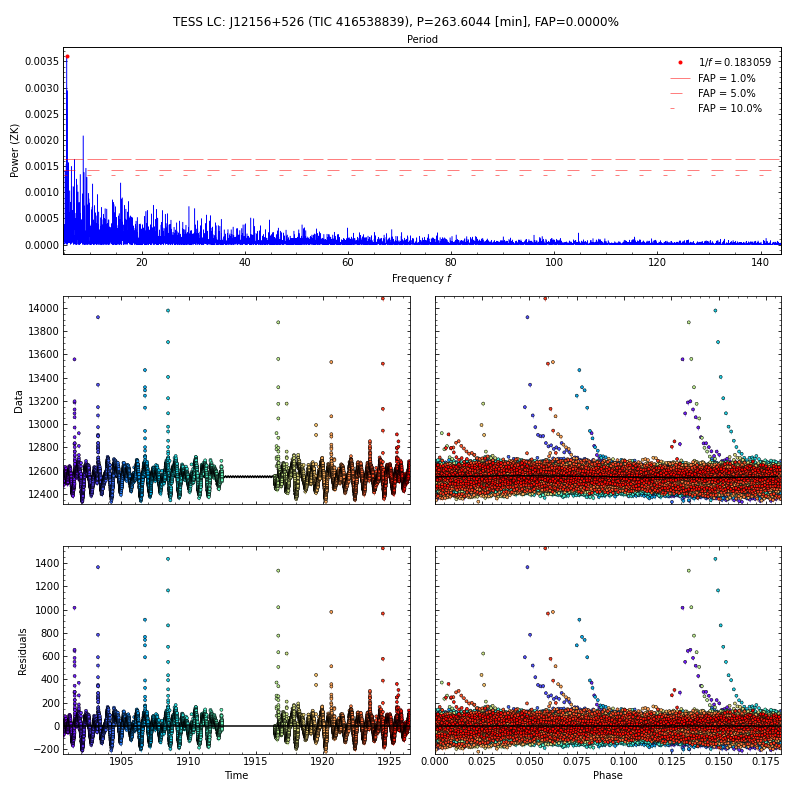 TESS LC: J12156+526 (TIC 416538839), P=263.6044 [min], FAP=0.0000%
Period
Power (ZK)
0.0035
0.0030
0.0025
0.0020
0.0015
0.0010
0.0005
0.0000
1/f = 0.183059
FAP = 1.0%
FAP = 5.0%
FAP = 10.0%
20 40 60 80 100 120 140
Frequency f
Data
14000
13800
13600
13400
13200
13000
12800
12600
12400
Residuals
1400
1200
1000
800
600
400
200
0
−200
1905 1910 1915 1920 1925
Time
0.000 0.025 0.050 0.075 0.100 0.125 0.150 0.175
Phase